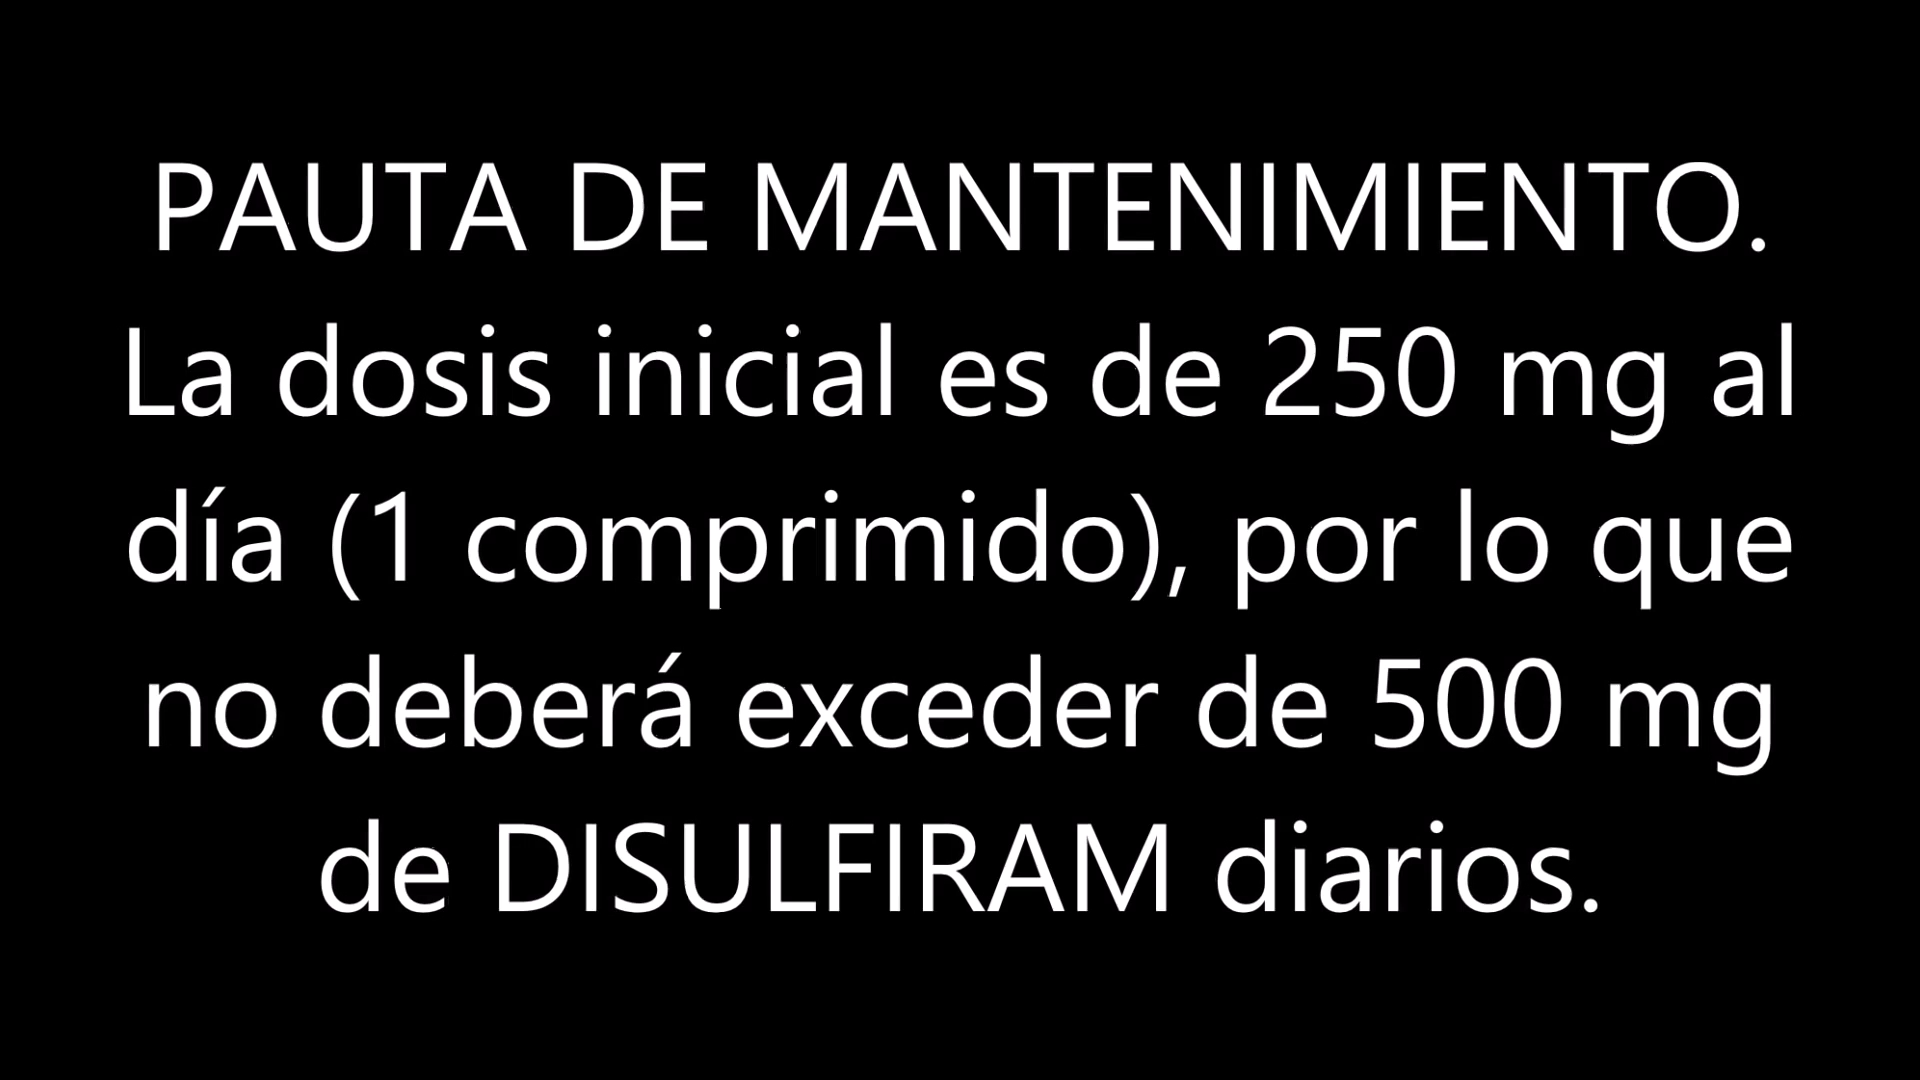 PAUTA DE MANTENIMIENTO.
La dosis inicial es de 250 mg al
día (1 comprimido), por lo que
no deberá exceder de 500 mg
de DISULFIRAM diarios.